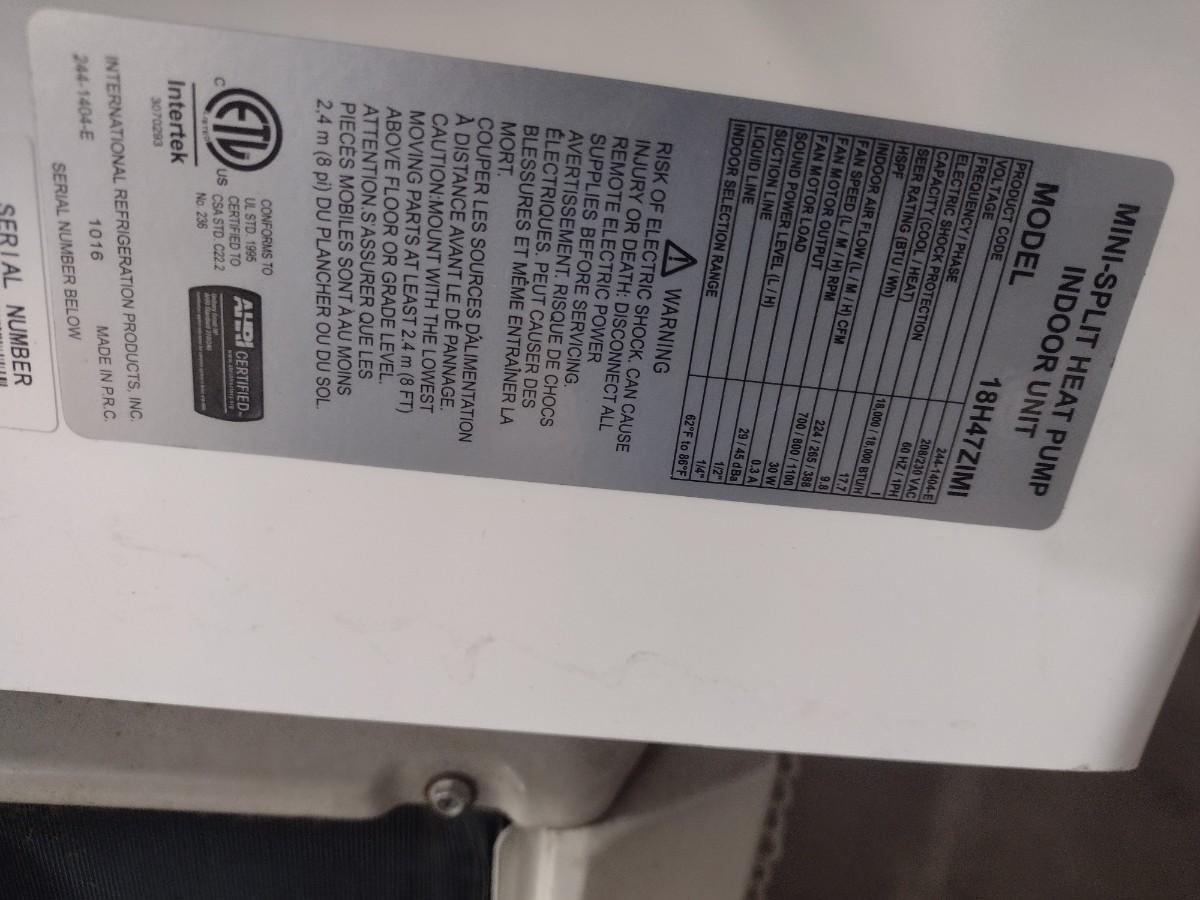 MINI-SPLIT HEAT PUMP
INDOOR UNIT
MODEL 18H47ZIMI
PRODUCT CODE 244-1404-E
VOLTAGE 208/230 VAC
FREQUENCY / PHASE 60 HZ / 1PH
ELECTRIC SHOCK PROTECTION I
CAPACITY COOL / HEAT 18,000 / 18,000 BTU/H
SEER RATING (BTU / Wh) 17.7
HSPF 9.8
INDOOR AIR FLOW (L / M / H) CFM 224 / 265 / 388
FAN SPEED (L / M / H) RPM 700 / 800 / 1100
FAN MOTOR OUTPUT 30 W
FAN MOTOR LOAD 0.3 A
SOUND POWER LEVEL (L / H) 29 / 45 dBa
SUCTION LINE 1/2"
LIQUID LINE 1/4"
INDOOR SELECTION RANGE 62°F to 86°F
WARNING
RISK OF ELECTRIC SHOCK. CAN CAUSE
INJURY OR DEATH: DISCONNECT ALL
REMOTE ELECTRIC POWER
SUPPLIES BEFORE SERVICING.
AVERTISSEMENT. RISQUE DE CHOCS
ÉLECTRIQUES. PEUT CAUSER DES
BLESSURES ET MÊME ENTRAÎNER LA
MORT.
COUPER LES SOURCES DÀLIMENTATION
À DISTANCE AVANT LE DÉ PANNAGE.
CAUTION:MOUNT WITH THE LOWEST
MOVING PARTS AT LEAST 2.4 m (8 FT)
ABOVE FLOOR OR GRADE LEVEL.
ATTENTION.S'ASSURER QUE LES
PIECÈS MOBILES SONT À AU MOINS
2,4 m (8 pi) DU PLANCHER OU DU SOL.
C ETL US
LISTED
Intertek
3070293
CONFORMS TO
UL STD. 1995
CERTIFIED TO
CSA STD. C22.2
No. 236
AHRI CERTIFIED
INTERNATIONAL REFRIGERATION PRODUCTS, INC.
244-1404-E 1016 MADE IN P.R.C.
SERIAL NUMBER BELOW
SERIAL NUMBER